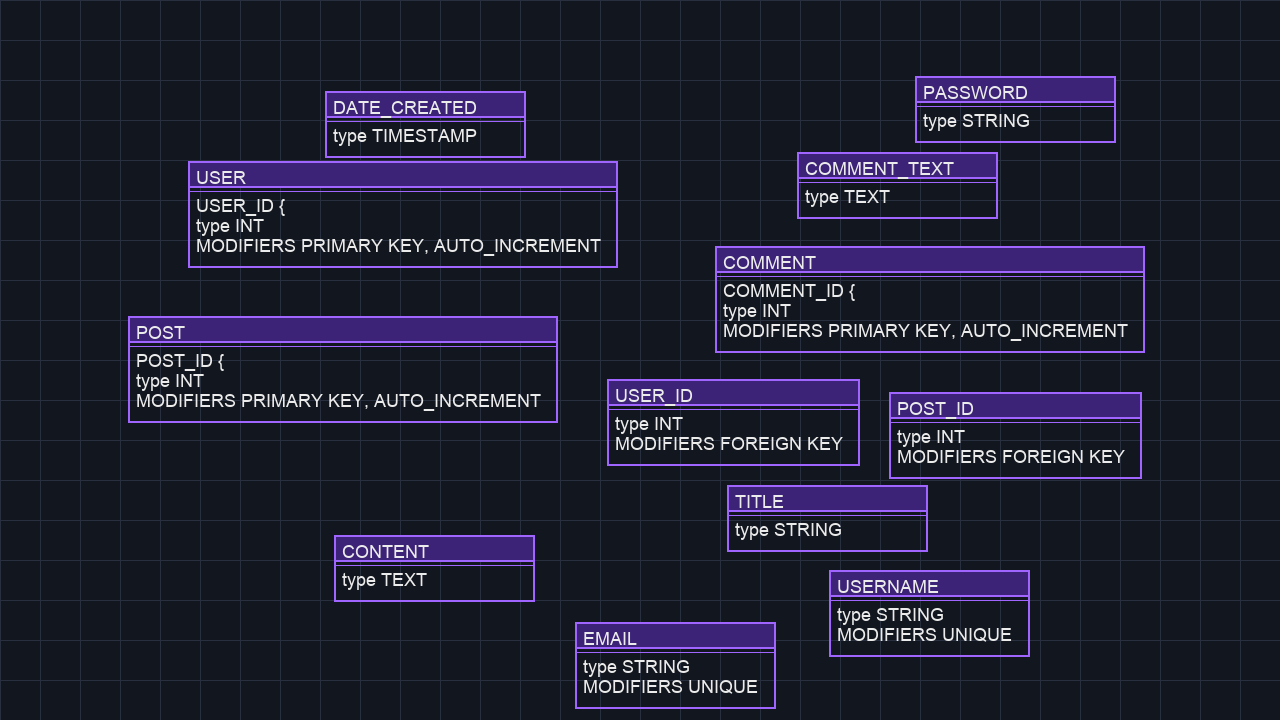 PASSWORD
type STRING
DATE_CREATED
type TIMESTAMP
COMMENT_TEXT
type TEXT
USER
USER_ID {
type INT
MODIFIERS PRIMARY KEY, AUTO_INCREMENT
COMMENT
COMMENT_ID {
type INT
MODIFIERS PRIMARY KEY, AUTO_INCREMENT
POST
POST_ID {
type INT
MODIFIERS PRIMARY KEY, AUTO_INCREMENT
USER_ID
type INT
MODIFIERS FOREIGN KEY
POST_ID
type INT
MODIFIERS FOREIGN KEY
TITLE
type STRING
CONTENT
type TEXT
USERNAME
type STRING
MODIFIERS UNIQUE
EMAIL
type STRING
MODIFIERS UNIQUE